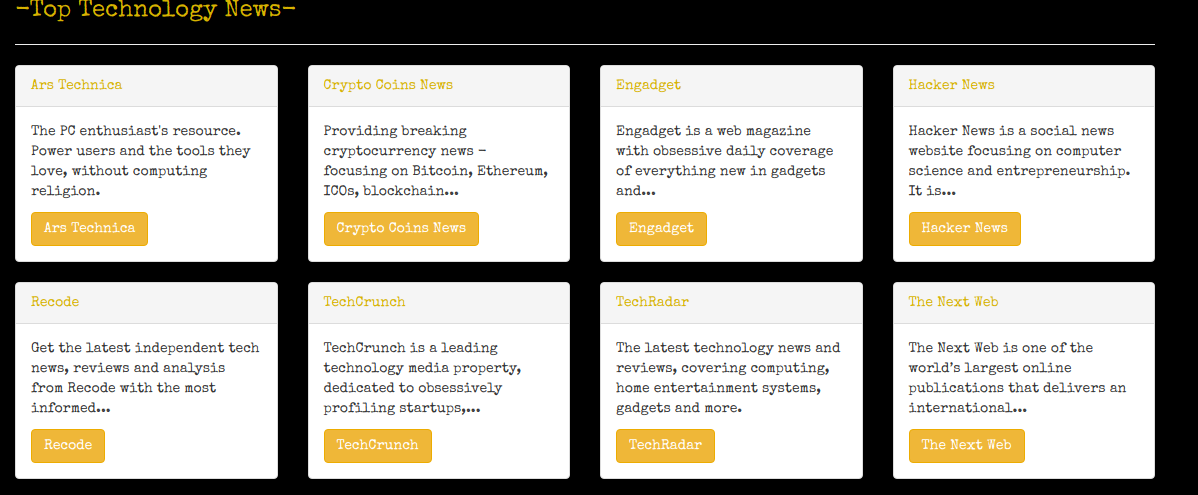 -Top Technology News-
Ars Technica
The PC enthusiast's resource.
Power users and the tools they
love, without computing
religion.
Ars Technica
Crypto Coins News
Providing breaking
cryptocurrency news -
focusing on Bitcoin, Ethereum,
ICOs, blockchain...
Crypto Coins News
Engadget
Engadget is a web magazine
with obsessive daily coverage
of everything new in gadgets
and...
Engadget
Hacker News
Hacker News is a social news
website focusing on computer
science and entrepreneurship.
It is...
Hacker News
Recode
Get the latest independent tech
news, reviews and analysis
from Recode with the most
informed...
Recode
TechCrunch
TechCrunch is a leading
technology media property,
dedicated to obsessively
profiling startups,...
TechCrunch
TechRadar
The latest technology news and
reviews, covering computing,
home entertainment systems,
gadgets and more.
TechRadar
The Next Web
The Next Web is one of the
world's largest online
publications that delivers an
international...
The Next Web